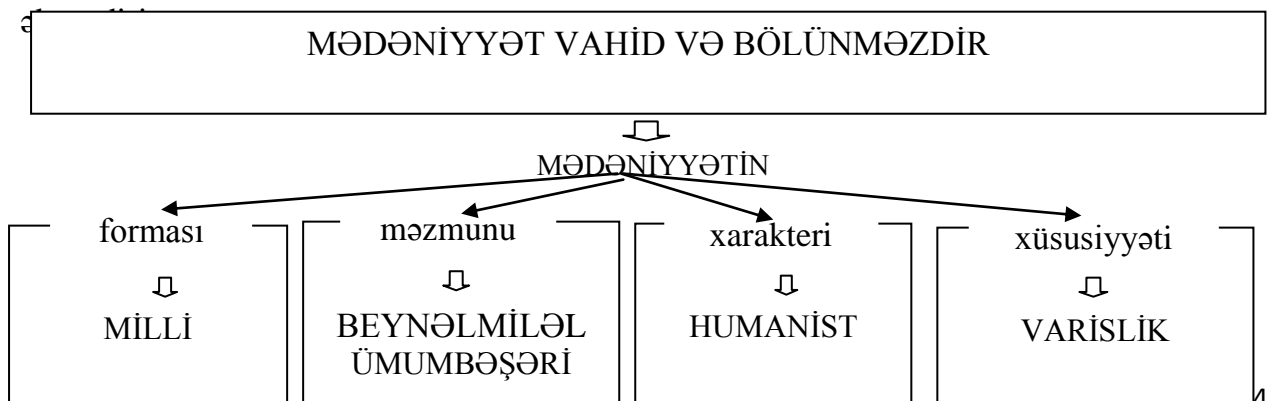 MƏDƏNİYYƏT VAHİD VƏ BÖLÜNMƏZDİR
MƏDƏNİYYƏTİN
forması məzmunu xarakteri xüsusiyyəti
MİLLİ BEYNƏLMİLƏL HUMANİST VARİSLİK
ÜMUMBƏŞƏRİ